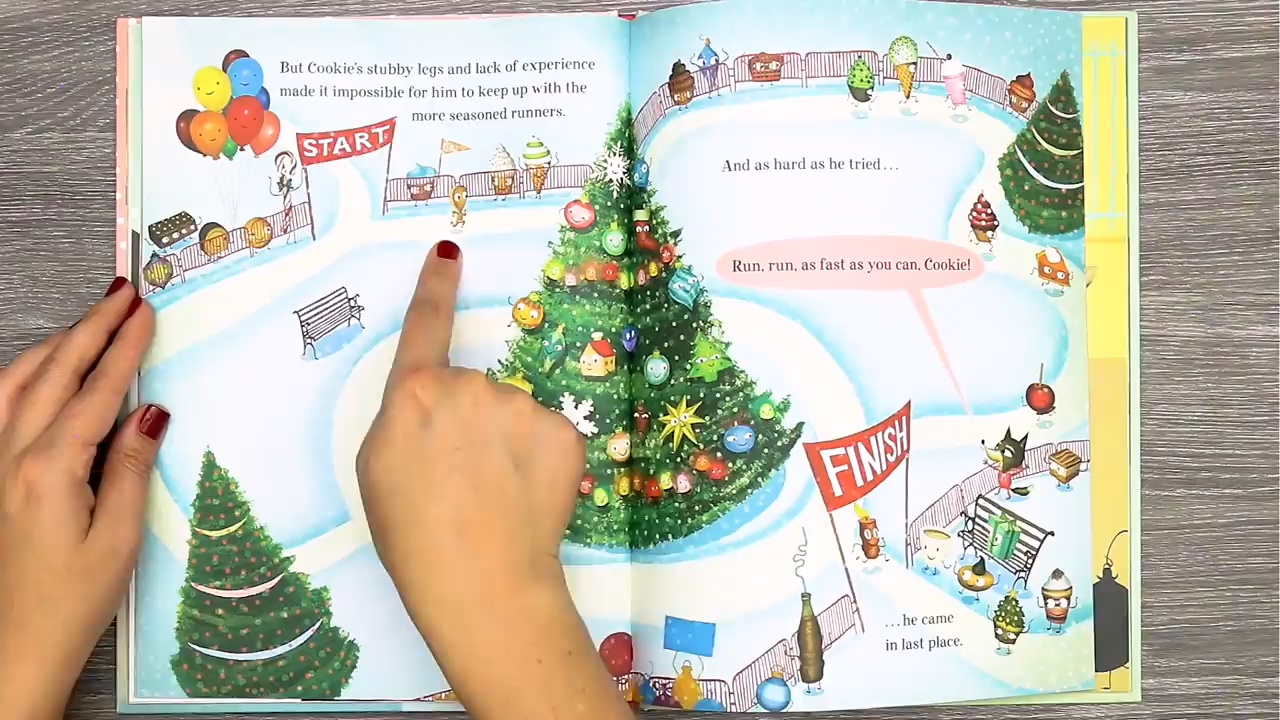 But Cookie's stubby legs and lack of experience
made it impossible for him to keep up with the
more seasoned runners.
START
And as hard as he tried...
Run, run, as fast as you can, Cookie!
FINISH
...he came
in last place.